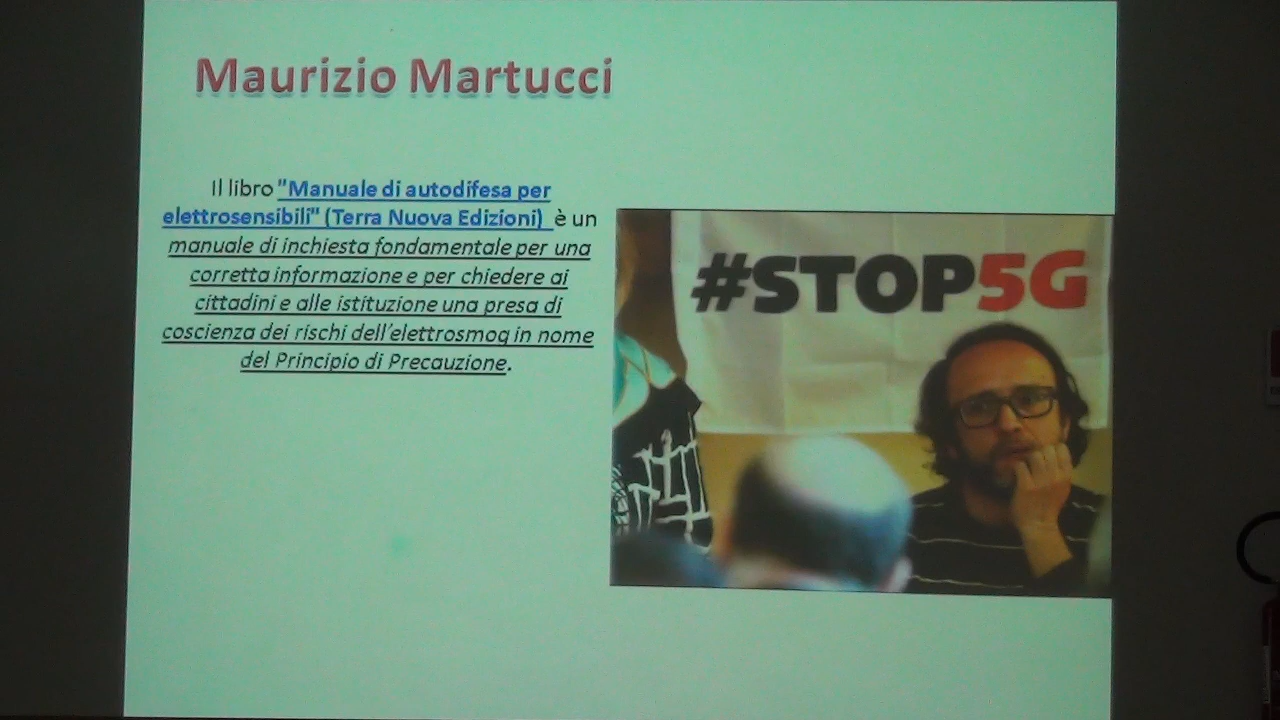 Maurizio Martucci
Il libro "Manuale di autodifesa per
elettrosensibili" (Terra Nuova Edizioni) è un
manuale di inchiesta fondamentale per una
corretta informazione e per chiedere ai
cittadini e alle istituzione una presa di
coscienza dei rischi dell'elettrosmog in nome
del Principio di Precauzione.
#STOP5G